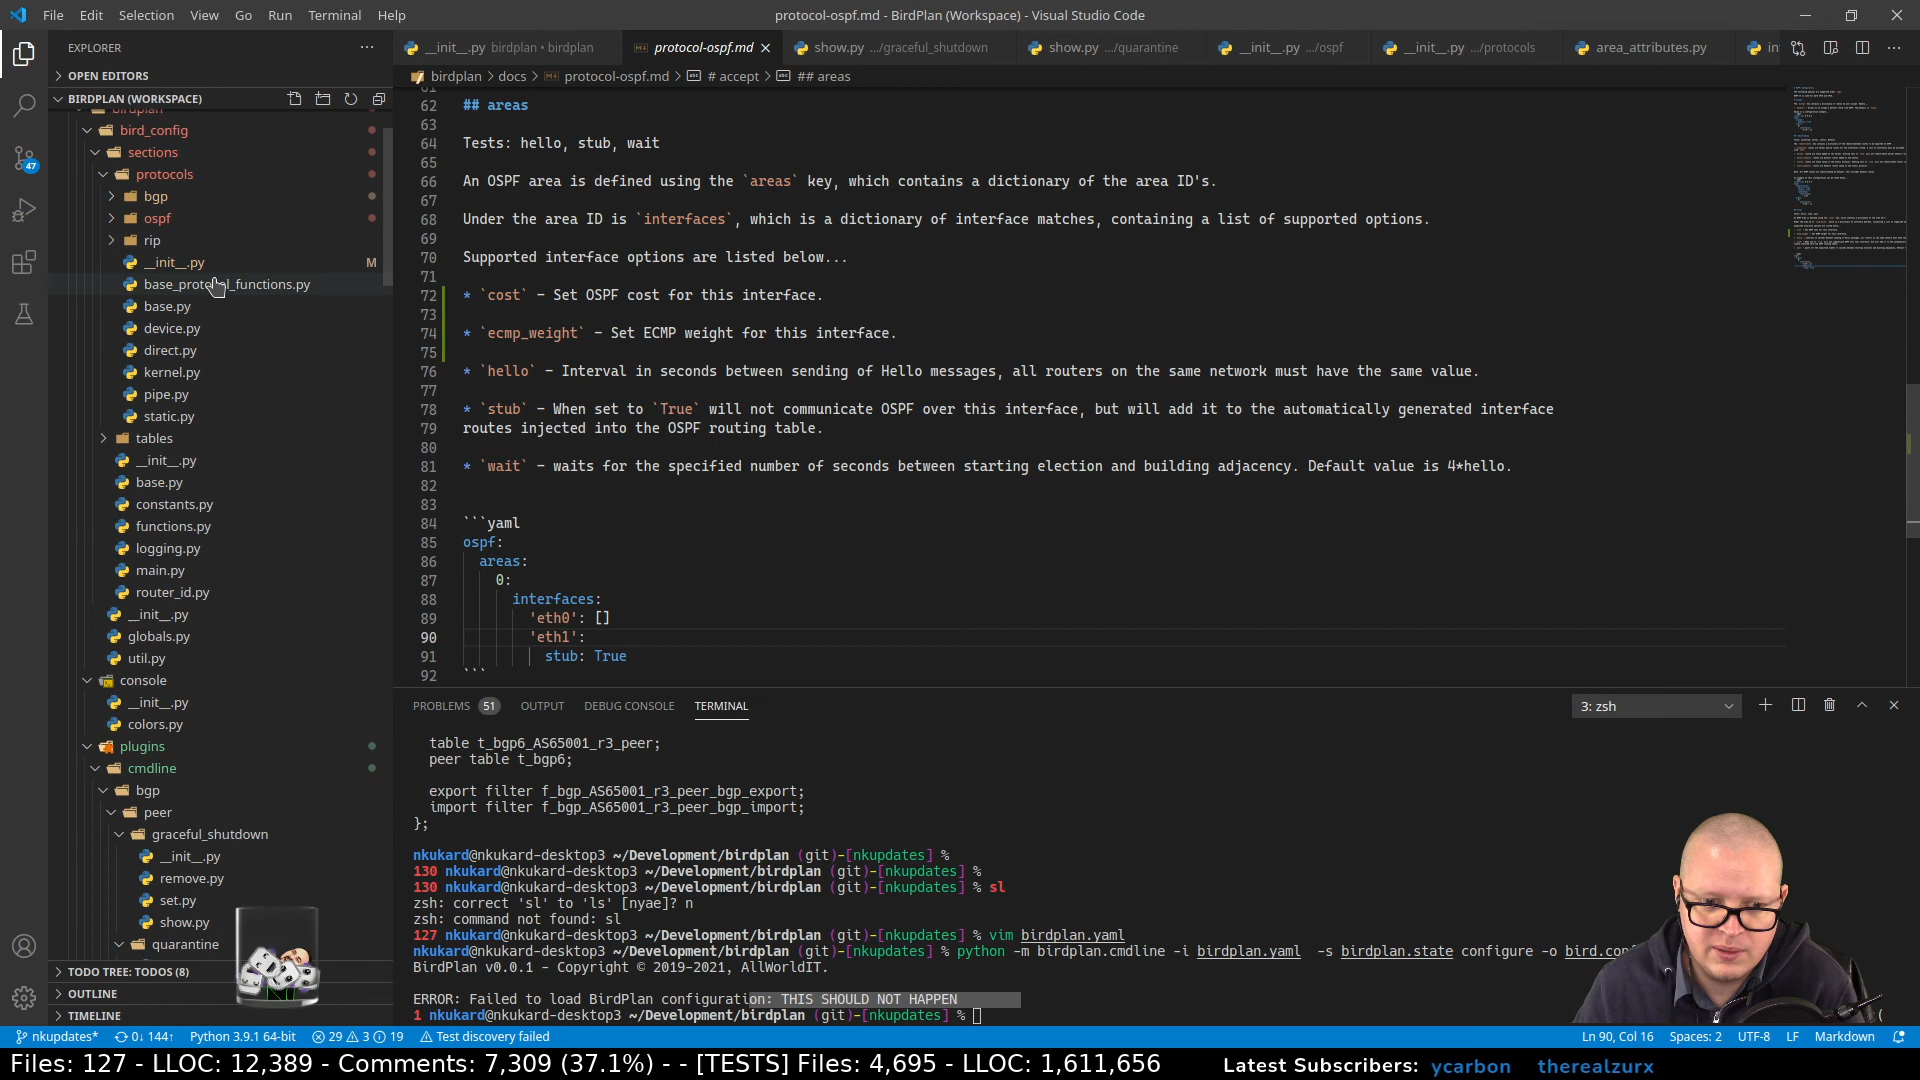 File Edit Selection View Go Run Terminal Help
protocol-ospf.md - BirdPlan (Workspace) - Visual Studio Code
EXPLORER
__init__.py birdplan • birdplan
protocol-ospf.md
show.py .../graceful_shutdown
show.py .../quarantine
__init__.py .../ospf
__init__.py .../protocols
area_attributes.py
in
OPEN EDITORS
BIRDPLAN (WORKSPACE)
birdplan > docs > protocol-ospf.md > # accept > ## areas
birdplan
bird_config
sections
protocols
bgp
ospf
rip
__init__.py M
base_protocol_functions.py
base.py
device.py
direct.py
kernel.py
pipe.py
static.py
tables
__init__.py
base.py
constants.py
functions.py
logging.py
main.py
router_id.py
__init__.py
globals.py
util.py
console
__init__.py
colors.py
plugins
cmdline
bgp
peer
graceful_shutdown
__init__.py
remove.py
set.py
show.py
quarantine
TODO TREE: TODOS (8)
OUTLINE
TIMELINE
47
61
62 ## areas
63
64 Tests: hello, stub, wait
65
66 An OSPF area is defined using the `areas` key, which contains a dictionary of the area ID's.
67
68 Under the area ID is `interfaces`, which is a dictionary of interface matches, containing a list of supported options.
69
70 Supported interface options are listed below...
71
72 * `cost` - Set OSPF cost for this interface.
73
74 * `ecmp_weight` - Set ECMP weight for this interface.
75
76 * `hello` - Interval in seconds between sending of Hello messages, all routers on the same network must have the same value.
77
78 * `stub` - When set to `True` will not communicate OSPF over this interface, but will add it to the automatically generated interface
79 routes injected into the OSPF routing table.
80
81 * `wait` - waits for the specified number of seconds between starting election and building adjacency. Default value is 4*hello.
82
83
84 ```yaml
85 ospf:
86 areas:
87 0:
88 interfaces:
89 'eth0': []
90 'eth1':
91 stub: True
92 ```
PROBLEMS 51 OUTPUT DEBUG CONSOLE TERMINAL
3: zsh
table t_bgp6_AS65001_r3_peer;
peer table t_bgp6;
export filter f_bgp_AS65001_r3_peer_bgp_export;
import filter f_bgp_AS65001_r3_peer_bgp_import;
};
nkukard@nkukard-desktop3 ~/Development/birdplan (git)-[nkupdates] %
130 nkukard@nkukard-desktop3 ~/Development/birdplan (git)-[nkupdates] %
130 nkukard@nkukard-desktop3 ~/Development/birdplan (git)-[nkupdates] % sl
zsh: correct 'sl' to 'ls' [nyae]? n
zsh: command not found: sl
127 nkukard@nkukard-desktop3 ~/Development/birdplan (git)-[nkupdates] % vim birdplan.yaml
nkukard@nkukard-desktop3 ~/Development/birdplan (git)-[nkupdates] % python -m birdplan.cmdline -i birdplan.yaml -s birdplan.state configure -o bird.con
BirdPlan v0.0.1 - Copyright © 2019-2021, AllWorldIT.
ERROR: Failed to load BirdPlan configuration: THIS SHOULD NOT HAPPEN
1 nkukard@nkukard-desktop3 ~/Development/birdplan (git)-[nkupdates] %
nkupdates* 0↓ 144↑ Python 3.9.1 64-bit 29 3 19 Test discovery failed
Ln 90, Col 16 Spaces: 2 UTF-8 LF Markdown
Files: 127 - LLOC: 12,389 - Comments: 7,309 (37.1%) - - [TESTS] Files: 4,695 - LLOC: 1,611,656
Latest Subscribers: ycarbon therealzurx